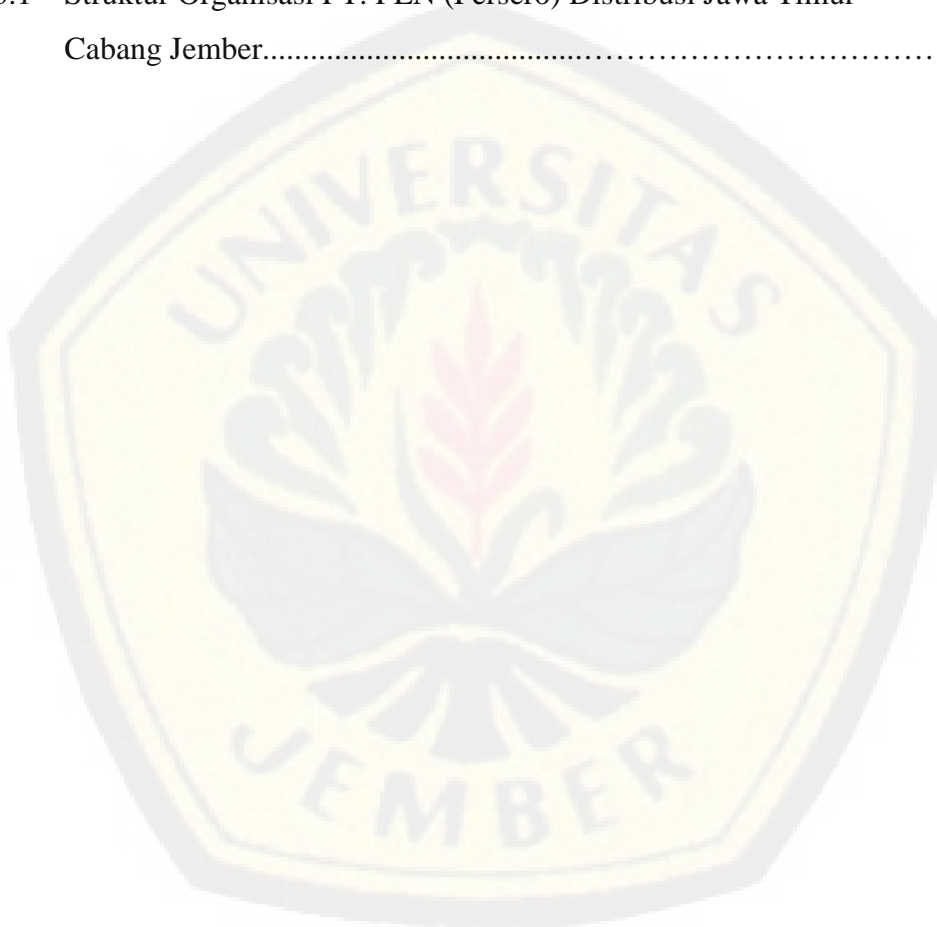 Struktur Organisasi PT. PLN (Persero) Distribusi Jawa Timur
Cabang Jember.......................................…………………………
UNIVERSITAS
JEMBER